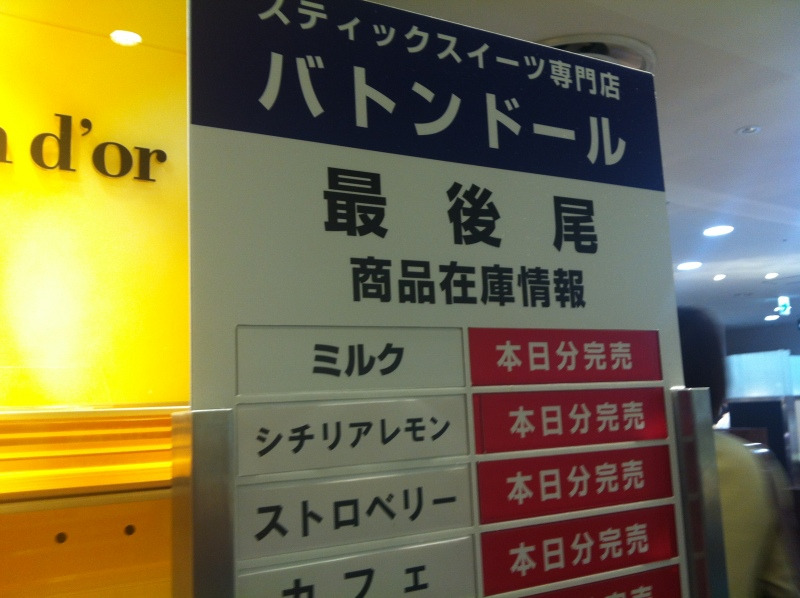 d'or
スティックスイーツ専門店
バトンドール
最後尾
商品在庫情報
ミルク 本日分完売
シチリアレモン 本日分完売
ストロベリー 本日分完売
カフェ 本日分完売